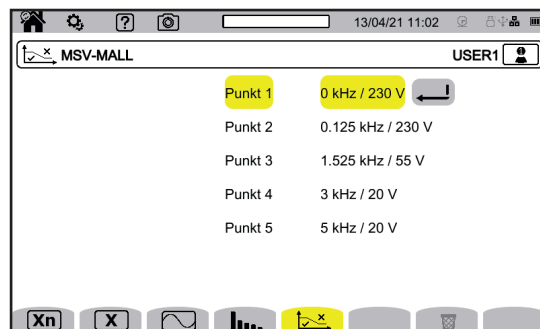 ? 13/04/21 11:02
MSV-MALL USER1
Punkt 1 0 kHz / 230 V
Punkt 2 0.125 kHz / 230 V
Punkt 3 1.525 kHz / 55 V
Punkt 4 3 kHz / 20 V
Punkt 5 5 kHz / 20 V
Xn X